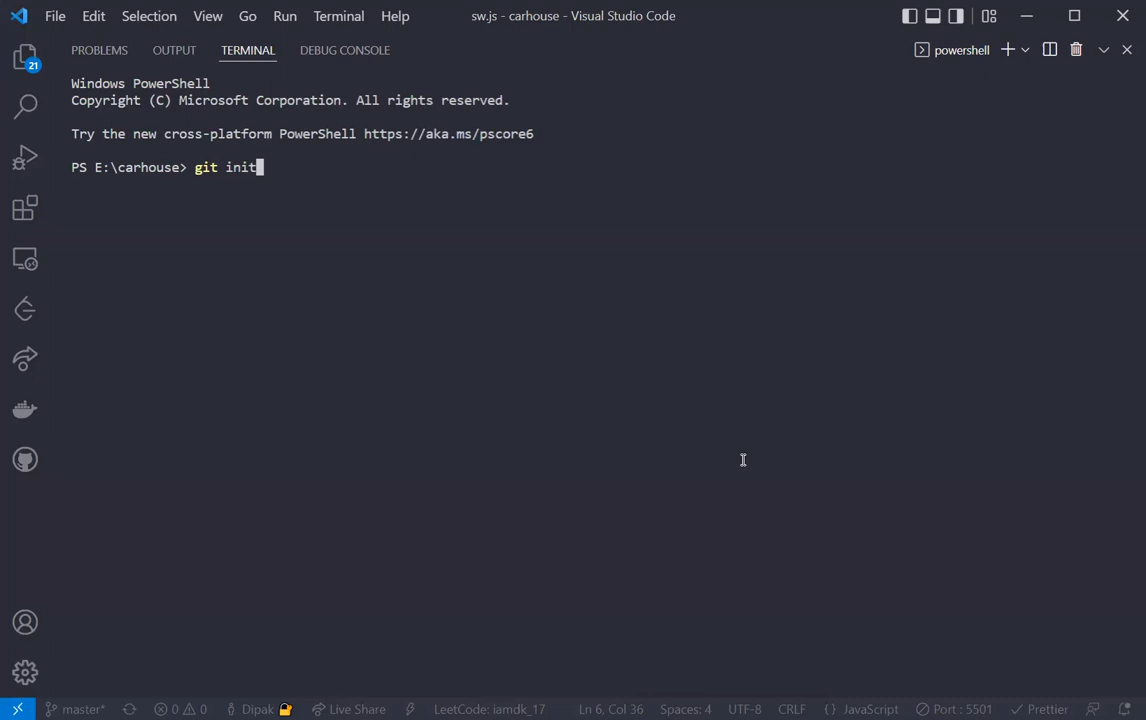 File Edit Selection View Go Run Terminal Help sw.js - carhouse - Visual Studio Code
PROBLEMS OUTPUT TERMINAL DEBUG CONSOLE powershell
21
Windows PowerShell
Copyright (C) Microsoft Corporation. All rights reserved.
Try the new cross-platform PowerShell https://aka.ms/pscore6
PS E:\carhouse> git init
master* 0 0 Dipak Live Share LeetCode: iamdk_17 Ln 6, Col 36 Spaces: 4 UTF-8 CRLF {} JavaScript Port : 5501 Prettier